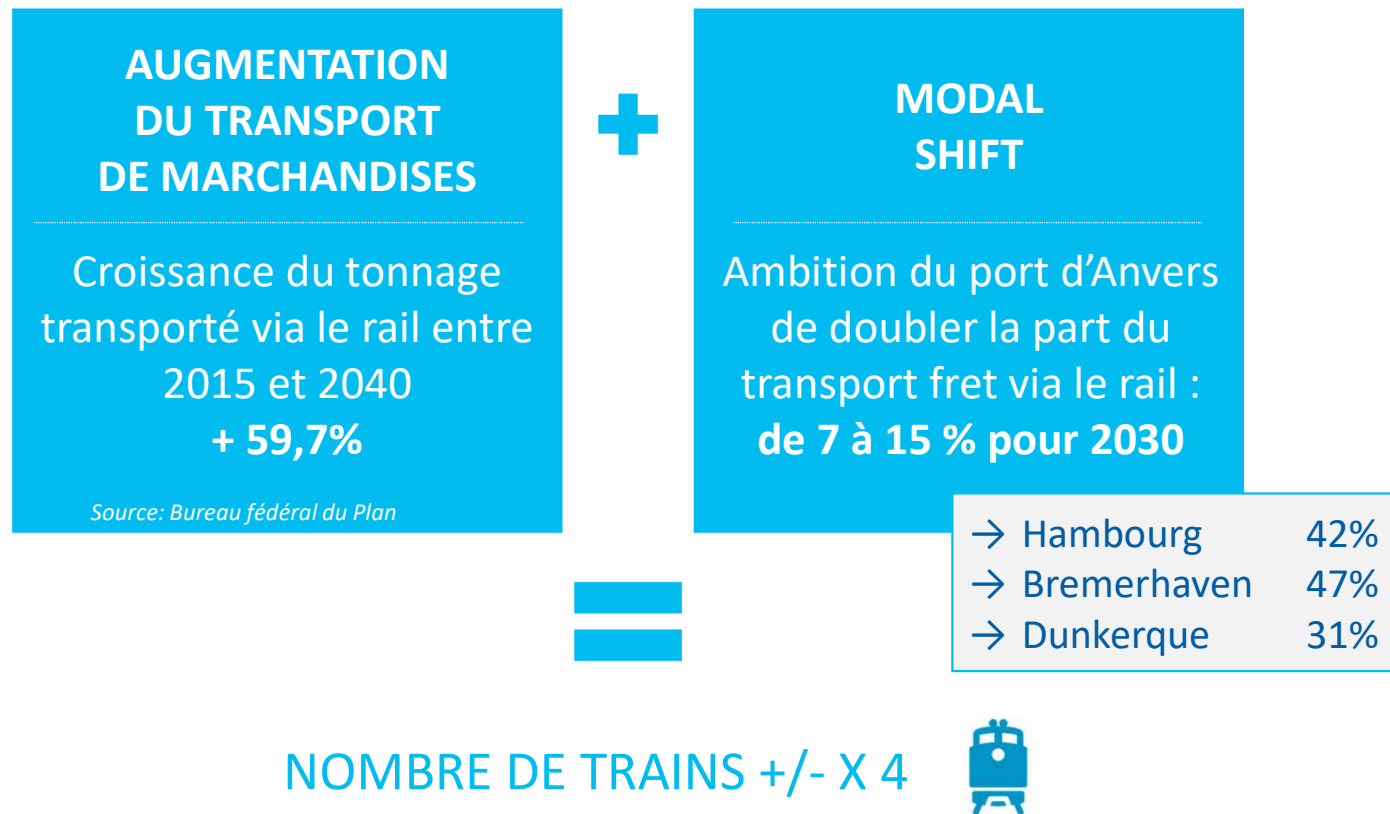 AUGMENTATION
DU TRANSPORT
DE MARCHANDISES
Croissance du tonnage
transporté via le rail entre
2015 et 2040
+ 59,7%
Source: Bureau fédéral du Plan
MODAL
SHIFT
Ambition du port d’Anvers
de doubler la part du
transport fret via le rail :
de 7 à 15 % pour 2030
→ Hambourg 42%
→ Bremerhaven 47%
→ Dunkerque 31%
NOMBRE DE TRAINS +/- X 4